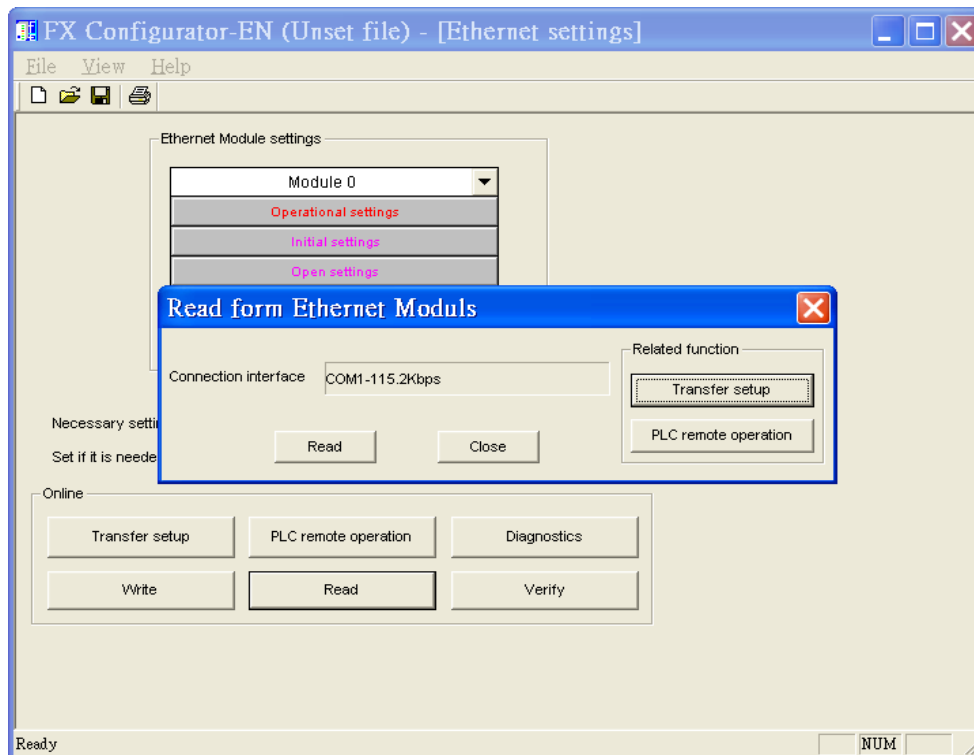 FX Configurator-EN (Unset file) - [Ethernet settings]
File View Help
Ethernet Module settings
Module 0
Operational settings
Initial settings
Open settings
Read form Ethernet Moduls
Connection interface COM1-115.2Kbps
Read Close
Related function
Transfer setup
PLC remote operation
Necessary setti
Set if it is neede
Online
Transfer setup PLC remote operation Diagnostics
Write Read Verify
Ready NUM